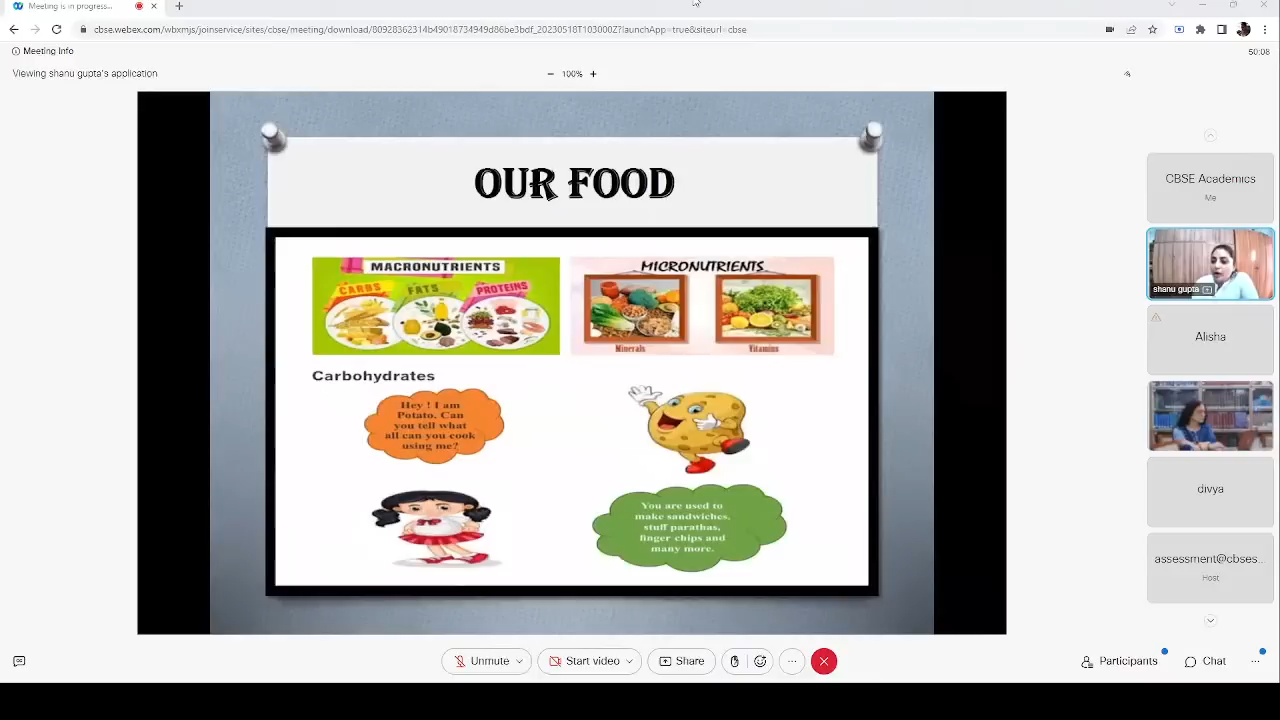 Meeting is in progress...
cbse.webex.com/wbxmjs/joinservice/sites/cbse/meeting/download/80928362314b49018734949d86be3bdf_20230518T103000Z?launchApp=true&siteurl=cbse
Meeting Info
50:08
Viewing shanu gupta's application
100%
OUR FOOD
MACRONUTRIENTS
CARBS
FATS
PROTEINS
MICRONUTRIENTS
Minerals
Vitamins
Carbohydrates
Hey ! I am
Potato. Can
you tell what
all can you cook
using me?
You are used to
make sandwiches,
stuff parathas,
finger chips and
many more.
CBSE Academics
Me
shanu gupta
Alisha
divya
assessment@cbses...
Host
Unmute
Start video
Share
Participants
Chat